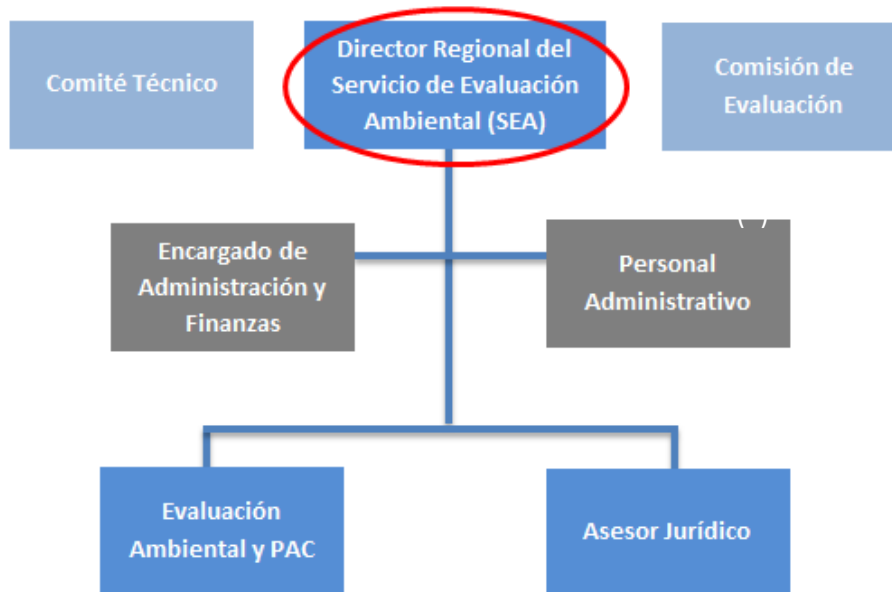 Comité Técnico
Director Regional del
Servicio de Evaluación
Ambiental (SEA)
Comisión de
Evaluación
Encargado de
Administración y
Finanzas
( )
Personal
Administrativo
Evaluación
Ambiental y PAC
Asesor Jurídico